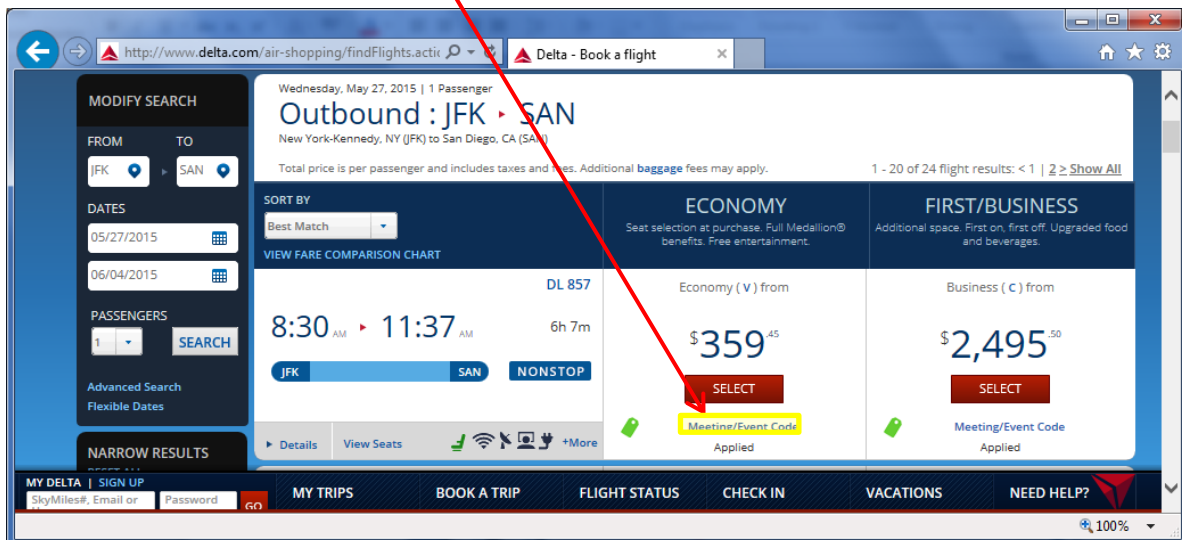 http://www.delta.com/air-shopping/findFlights.actic
Delta - Book a flight
MODIFY SEARCH
FROM TO
JFK SAN
DATES
05/27/2015
06/04/2015
PASSENGERS
1 SEARCH
Advanced Search
Flexible Dates
NARROW RESULTS
Wednesday, May 27, 2015 | 1 Passenger
Outbound : JFK ▸ SAN
New York-Kennedy, NY (JFK) to San Diego, CA (SAN)
Total price is per passenger and includes taxes and fees. Additional baggage fees may apply.
1 - 20 of 24 flight results: < 1 | 2 > Show All
SORT BY
Best Match
VIEW FARE COMPARISON CHART
ECONOMY
Seat selection at purchase. Full Medallion®
benefits. Free entertainment.
FIRST/BUSINESS
Additional space. First on, first off. Upgraded food
and beverages.
DL 857
8:30 AM ▸ 11:37 AM 6h 7m
JFK SAN NONSTOP
▸ Details View Seats +More
Economy ( V ) from
$359.45
SELECT
Meeting/Event Code
Applied
Business ( C ) from
$2,495.50
SELECT
Meeting/Event Code
Applied
MY DELTA | SIGN UP
SkyMiles#, Email or Password GO
MY TRIPS BOOK A TRIP FLIGHT STATUS CHECK IN VACATIONS NEED HELP?
100%